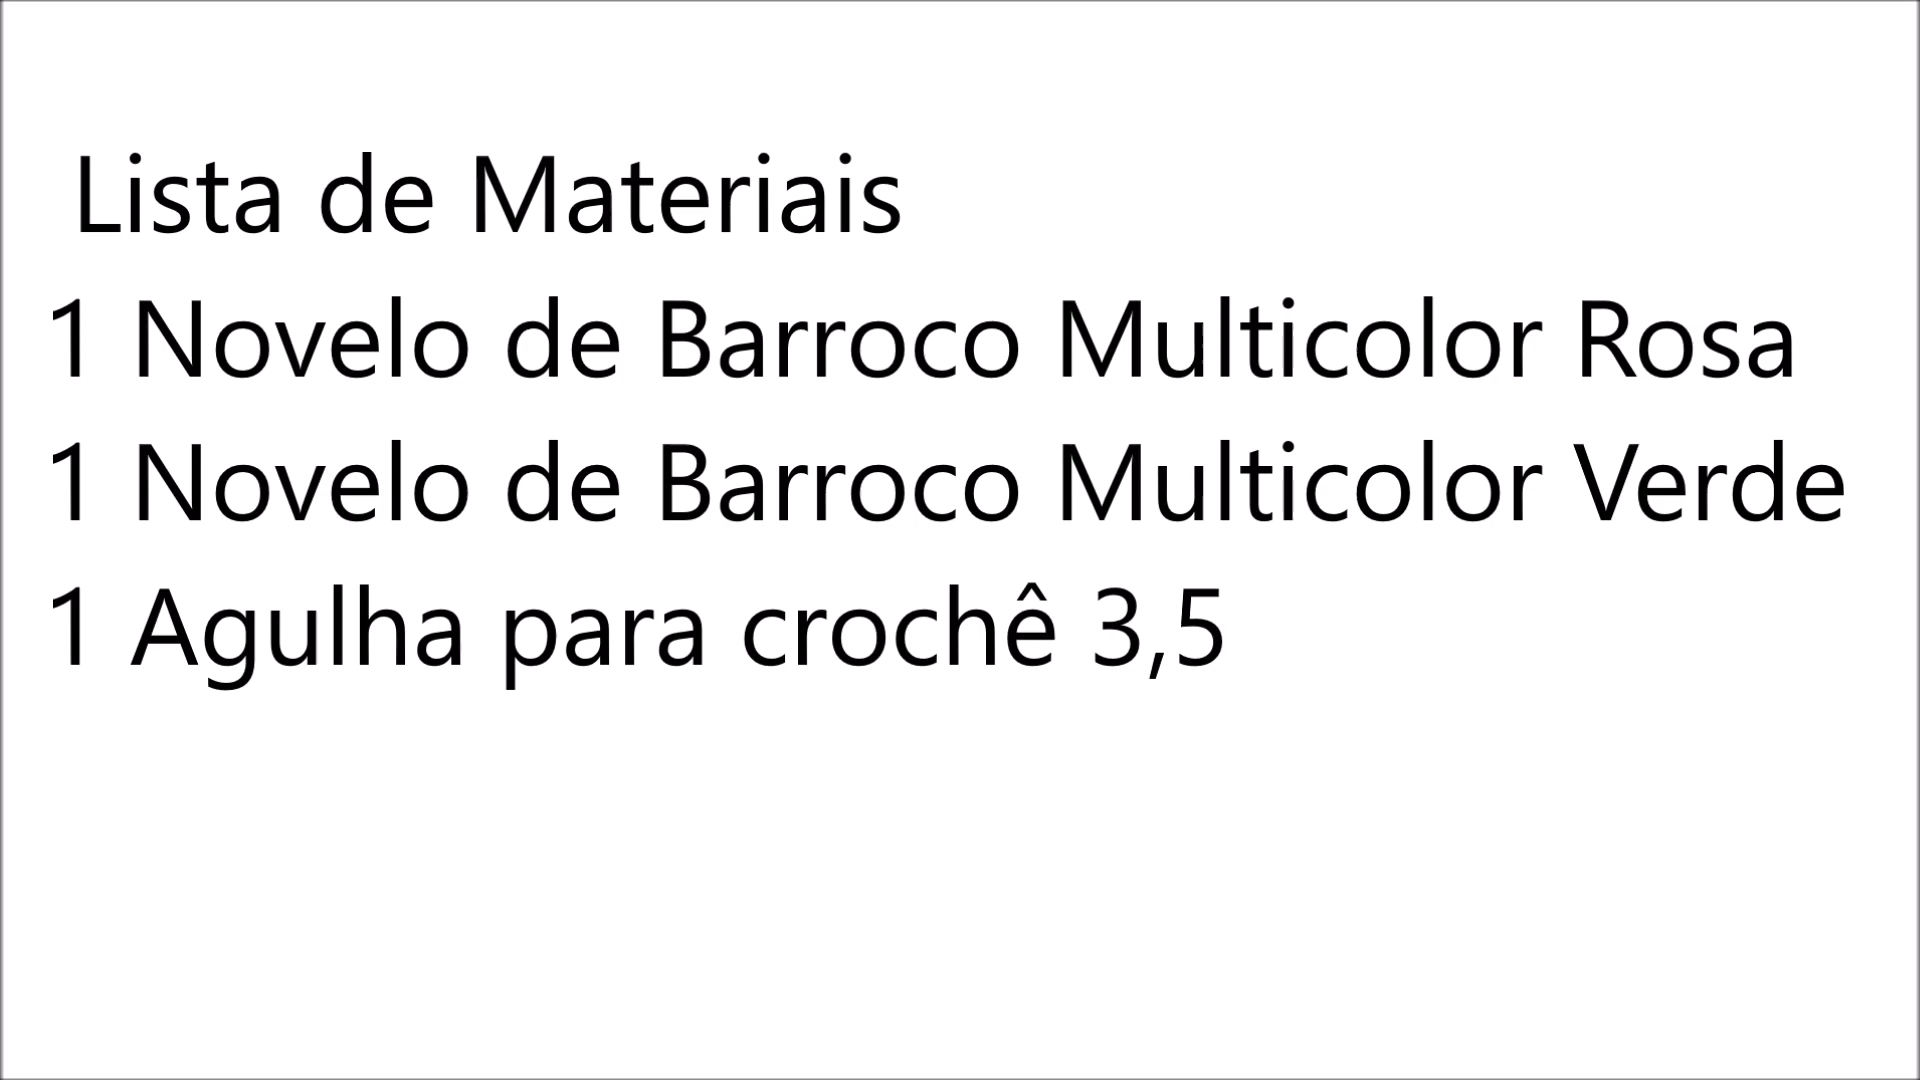 Lista de Materiais
1 Novelo de Barroco Multicolor Rosa
1 Novelo de Barroco Multicolor Verde
1 Agulha para crochê 3,5